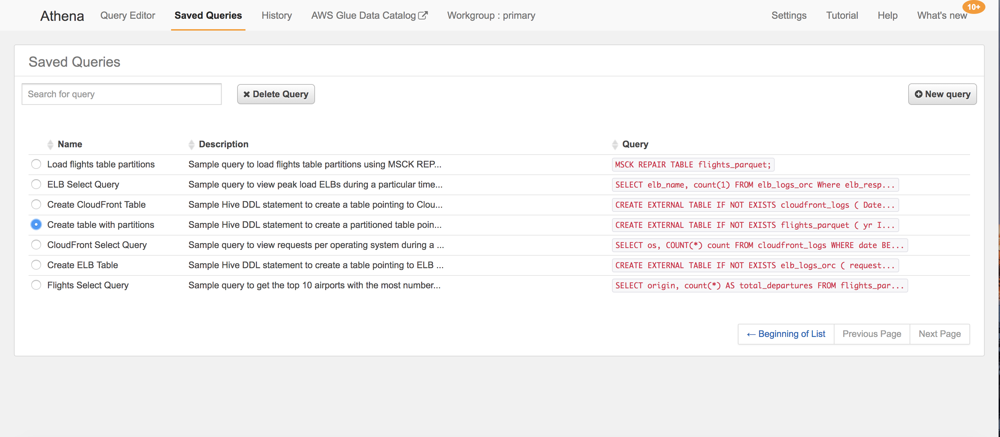 Athena Query Editor Saved Queries History AWS Glue Data Catalog Workgroup : primary Settings Tutorial Help What's new 10+
Saved Queries
Search for query Delete Query New query
Name Description Query
Load flights table partitions Sample query to load flights table partitions using MSCK REP... MSCK REPAIR TABLE flights_parquet;
ELB Select Query Sample query to view peak load ELBs during a particular time... SELECT elb_name, count(1) FROM elb_logs_orc Where elb_resp...
Create CloudFront Table Sample Hive DDL statement to create a table pointing to Clou... CREATE EXTERNAL TABLE IF NOT EXISTS cloudfront_logs ( Date...
Create table with partitions Sample Hive DDL statement to create a partitioned table poin... CREATE EXTERNAL TABLE IF NOT EXISTS flights_parquet ( yr I...
CloudFront Select Query Sample query to view requests per operating system during a ... SELECT os, COUNT(*) count FROM cloudfront_logs WHERE date BE...
Create ELB Table Sample Hive DDL statement to create a table pointing to ELB ... CREATE EXTERNAL TABLE IF NOT EXISTS elb_logs_orc ( request...
Flights Select Query Sample query to get the top 10 airports with the most number... SELECT origin, count(*) AS total_departures FROM flights_par...
← Beginning of List Previous Page Next Page